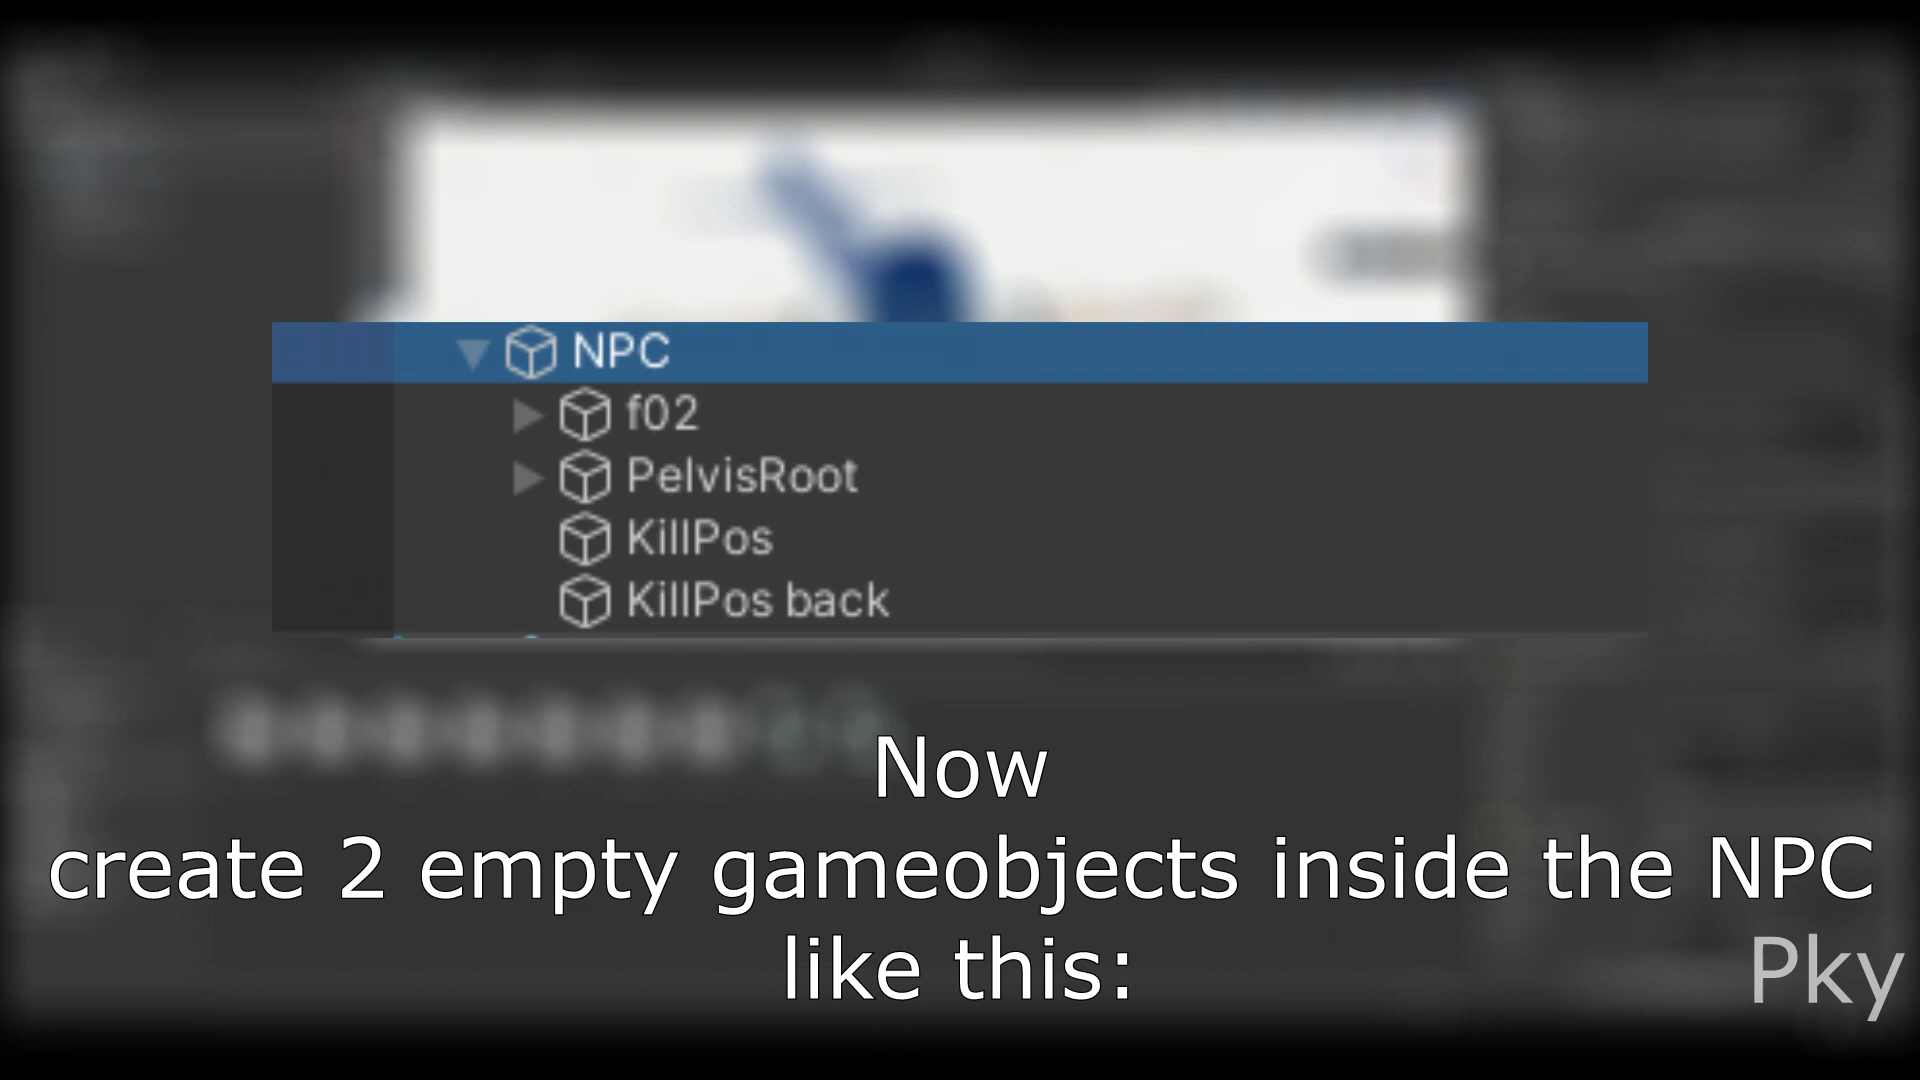 NPC
f02
PelvisRoot
KillPos
KillPos back
Now
create 2 empty gameobjects inside the NPC
like this:
Pky